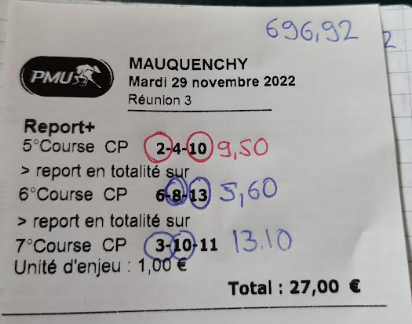 696,92
2
PMU
MAUQUENCHY
Mardi 29 novembre 2022
Réunion 3
Report+
5°Course CP 2-4-10 9,50
> report en totalité sur
6°Course CP 6-8-13 5,60
> report en totalité sur
7°Course CP 3-10-11 13.10
Unité d'enjeu : 1,00 €
Total : 27,00 €